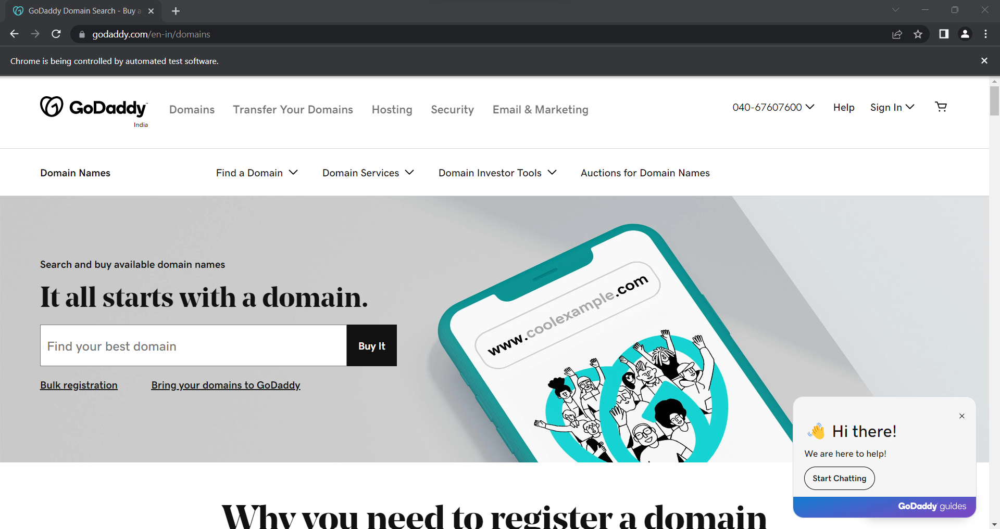 GoDaddy Domain Search - Buy a
godaddy.com/en-in/domains
Chrome is being controlled by automated test software.
GoDaddy
India
Domains
Transfer Your Domains
Hosting
Security
Email & Marketing
040-67607600
Help
Sign In
Domain Names
Find a Domain
Domain Services
Domain Investor Tools
Auctions for Domain Names
Search and buy available domain names
It all starts with a domain.
Find your best domain
Buy It
Bulk registration
Bring your domains to GoDaddy
www.coolexample.com
👋 Hi there!
We are here to help!
Start Chatting
GoDaddy guides
Why you need to register a domain